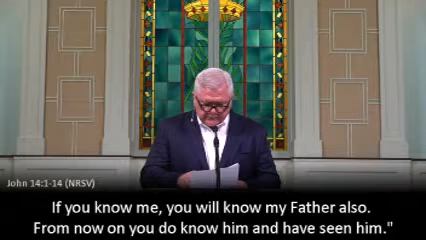 John 14:1-14 (NRSV)
If you know me, you will know my Father also.
From now on you do know him and have seen him."